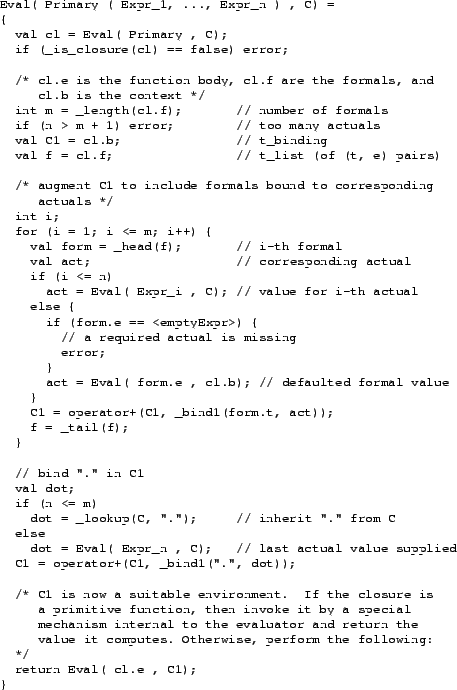 Eval( Primary ( Expr_1, ..., Expr_n ) , C) =
{
  val cl = Eval( Primary , C);
  if (_is_closure(cl) == false) error;

  /* cl.e is the function body, cl.f are the formals, and
     cl.b is the context */
  int m = _length(cl.f);       // number of formals
  if (n > m + 1) error;        // too many actuals
  val C1 = cl.b;               // t_binding
  val f = cl.f;                // t_list (of (t, e) pairs)

  /* augment C1 to include formals bound to corresponding
     actuals */
  int i;
  for (i = 1; i <= m; i++) {
    val form = _head(f);       // i-th formal
    val act;                   // corresponding actual
    if (i <= n)
      act = Eval( Expr_i , C); // value for i-th actual
    else {
      if (form.e == <emptyExpr>) {
        // a required actual is missing
        error;
      }
      act = Eval( form.e , cl.b); // defaulted formal value
    }
    C1 = operator+(C1, _bind1(form.t, act));
    f = _tail(f);
  }

  // bind "." in C1
  val dot;
  if (n <= m)
    dot = _lookup(C, ".");     // inherit "." from C
  else
    dot = Eval( Expr_n , C);   // last actual value supplied
  C1 = operator+(C1, _bind1(".", dot));

  /* C1 is now a suitable environment.  If the closure is
     a primitive function, then invoke it by a special
     mechanism internal to the evaluator and return the
     value it computes. Otherwise, perform the following:
  */
  return Eval( cl.e , C1);
}